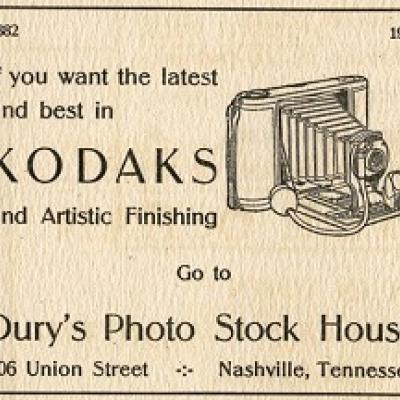 882 19
f you want the latest
nd best in
KODAKS
nd Artistic Finishing
Go to
Dury's Photo Stock Hous
06 Union Street -:- Nashville, Tennesse